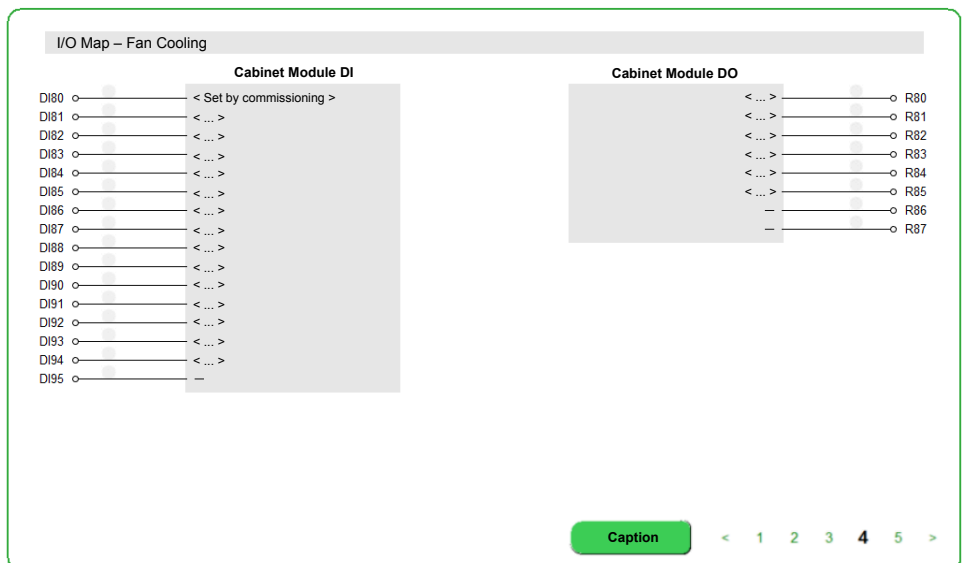 I/O Map – Fan Cooling
Cabinet Module DI
DI80 < Set by commissioning >
DI81 < ... >
DI82 < ... >
DI83 < ... >
DI84 < ... >
DI85 < ... >
DI86 < ... >
DI87 < ... >
DI88 < ... >
DI89 < ... >
DI90 < ... >
DI91 < ... >
DI92 < ... >
DI93 < ... >
DI94 < ... >
DI95 –
Cabinet Module DO
< ... > R80
< ... > R81
< ... > R82
< ... > R83
< ... > R84
< ... > R85
– R86
– R87
Caption
< 1 2 3 4 5 >